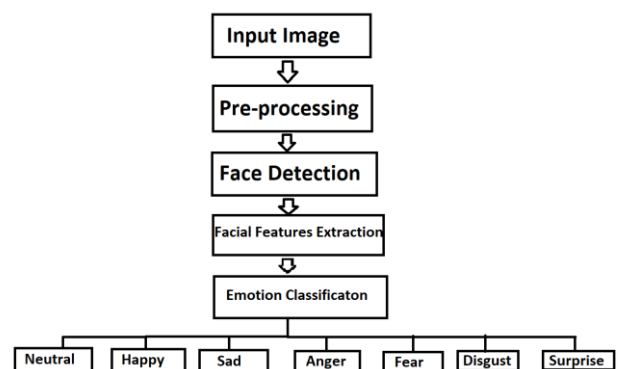 Input Image
Pre-processing
Face Detection
Facial Features Extraction
Emotion Classificaton
Neutral
Happy
Sad
Anger
Fear
Disgust
Surprise